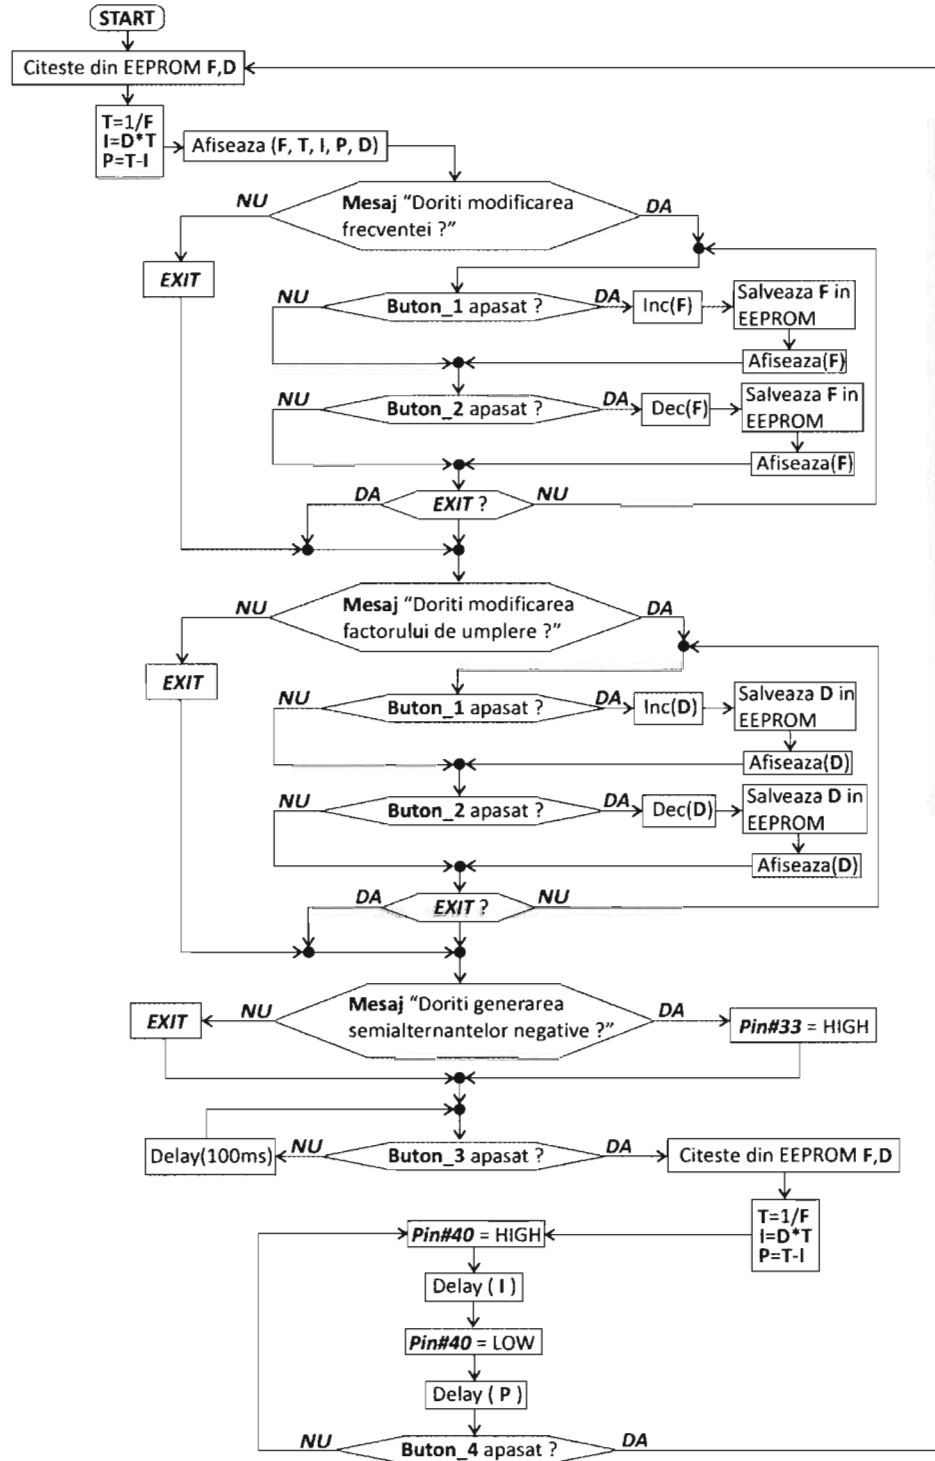 START
Citeste din EEPROM F,D
T=1/F
I=D*T
P=T-I
Afiseaza (F, T, I, P, D)
NU
Mesaj "Doriti modificarea
frecventei ?"
DA
EXIT
NU
Buton_1 apasat ?
DA
Inc(F)
Salveaza F in
EEPROM
Afiseaza(F)
NU
Buton_2 apasat ?
DA
Dec(F)
Salveaza F in
EEPROM
Afiseaza(F)
DA
EXIT ?
NU
NU
Mesaj "Doriti modificarea
factorului de umplere ?"
DA
EXIT
NU
Buton_1 apasat ?
DA
Inc(D)
Salveaza D in
EEPROM
Afiseaza(D)
NU
Buton_2 apasat ?
DA
Dec(D)
Salveaza D in
EEPROM
Afiseaza(D)
DA
EXIT ?
NU
EXIT
NU
Mesaj "Doriti generarea
semialternantelor negative ?"
DA
Pin#33 = HIGH
Delay(100ms)
NU
Buton_3 apasat ?
DA
Citeste din EEPROM F,D
T=1/F
I=D*T
P=T-I
Pin#40 = HIGH
Delay ( I )
Pin#40 = LOW
Delay ( P )
NU
Buton_4 apasat ?
DA